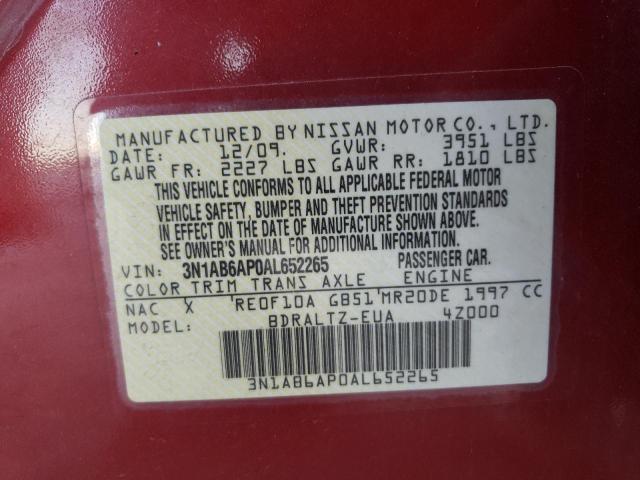 MANUFACTURED BY NISSAN MOTOR CO., LTD.
DATE: 12/09. GVWR: 3951 LBS
GAWR FR: 2227 LBS GAWR RR: 1810 LBS
THIS VEHICLE CONFORMS TO ALL APPLICABLE FEDERAL MOTOR
VEHICLE SAFETY, BUMPER AND THEFT PREVENTION STANDARDS
IN EFFECT ON THE DATE OF MANUFACTURE SHOWN ABOVE.
SEE OWNER'S MANUAL FOR ADDITIONAL INFORMATION.
VIN: 3N1AB6AP0AL652265 PASSENGER CAR.
COLOR TRIM TRANS AXLE ENGINE
NAC X RE0F10A GB51 MR20DE 1997 CC
MODEL: BDRALTZ-EUA 4Z000
3N1AB6AP0AL652265